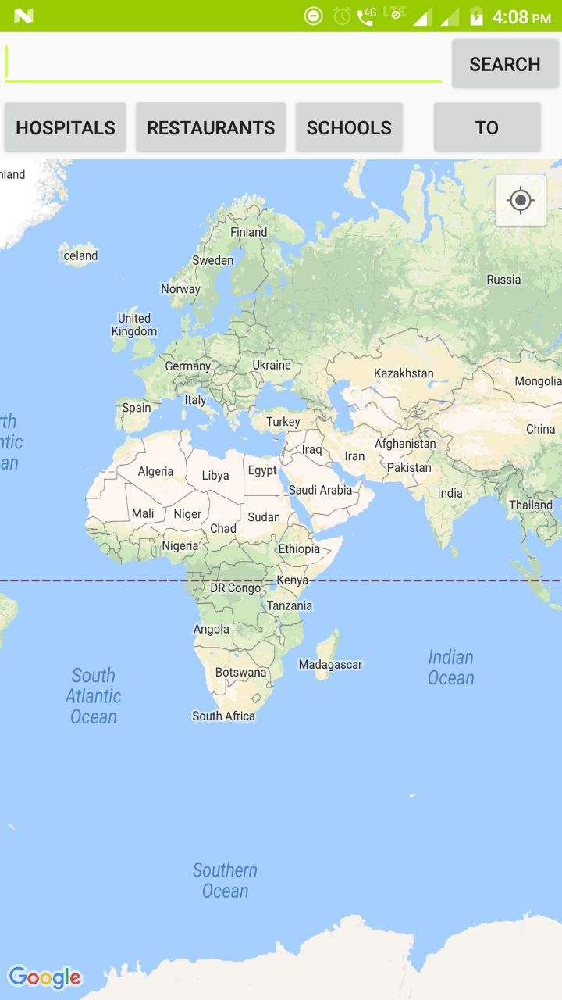 4G LTE 4:08 PM
SEARCH
HOSPITALS RESTAURANTS SCHOOLS TO
nland
Finland
Iceland
Sweden
Russia
Norway
United
Kingdom
Germany
Ukraine
Kazakhstan
Mongolia
Italy
Spain
Turkey
China
rth
ntic
an
Afghanistan
Iraq
Iran
Pakistan
Algeria
Libya
Egypt
Saudi Arabia
India
Thailand
Mali
Niger
Sudan
Chad
Nigeria
Ethiopia
Kenya
DR Congo
Tanzania
Angola
Madagascar
Botswana
South Africa
South
Atlantic
Ocean
Indian
Ocean
Southern
Ocean
Google